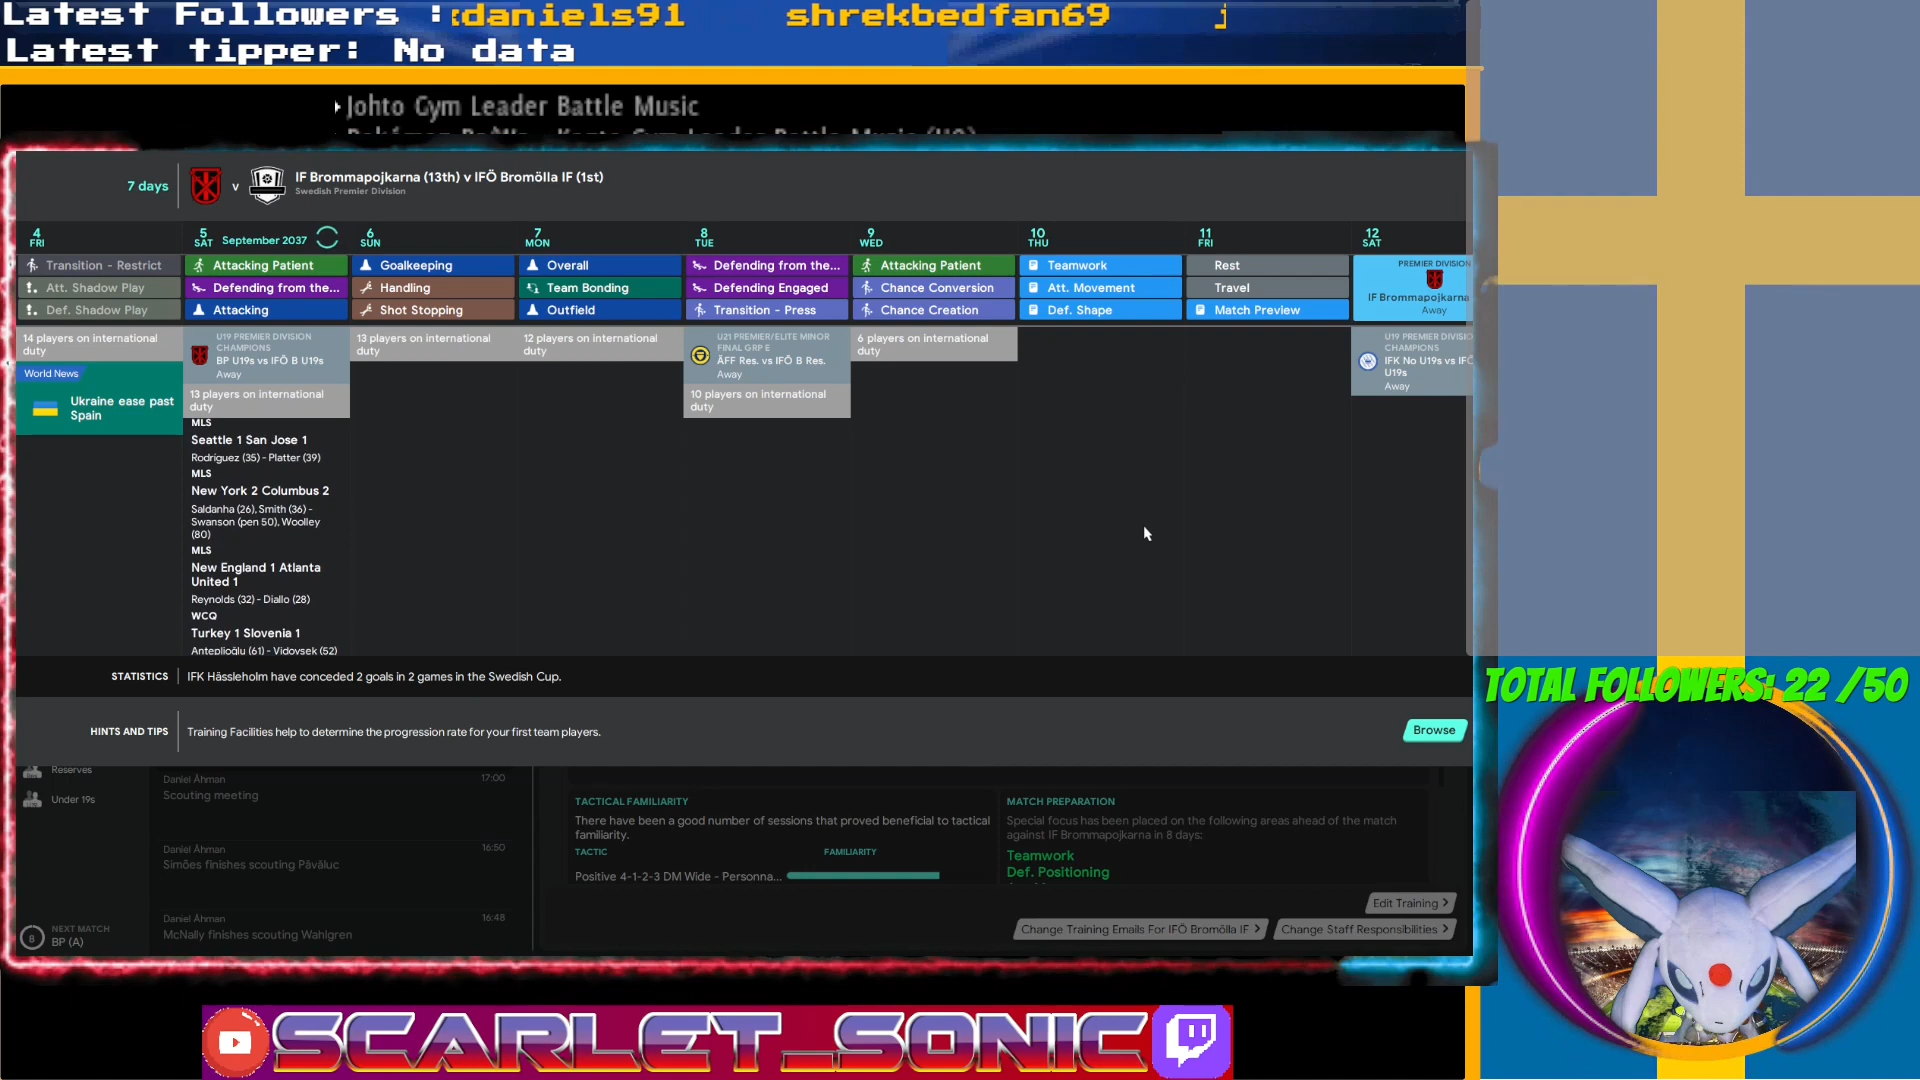 Latest Followers : daniels91 shrekbedfan69 j
Latest tipper: No data
Johto Gym Leader Battle Music
7 days
v
IF Brommapojkarna (13th) v IFÖ Bromölla IF (1st)
Swedish Premier Division
4 FRI
5 SAT September 2037
6 SUN
7 MON
8 TUE
9 WED
10 THU
11 FRI
12 SAT
Transition - Restrict
Att. Shadow Play
Def. Shadow Play
Attacking Patient
Defending from the...
Attacking
Goalkeeping
Handling
Shot Stopping
Overall
Team Bonding
Outfield
Defending from the...
Defending Engaged
Transition - Press
Attacking Patient
Chance Conversion
Chance Creation
Teamwork
Att. Movement
Def. Shape
Rest
Travel
Match Preview
PREMIER DIVISION
IF Brommapojkarna
Away
14 players on international
duty
World News
Ukraine ease past
Spain
U19 PREMIER DIVISION
CHAMPIONS
BP U19s vs IFÖ B U19s
Away
13 players on international
duty
MLS
Seattle 1 San Jose 1
Rodríguez (35) - Platter (39)
MLS
New York 2 Columbus 2
Saldanha (26), Smith (36) -
Swanson (pen 50), Woolley
(80)
MLS
New England 1 Atlanta
United 1
Reynolds (32) - Diallo (28)
WCQ
Turkey 1 Slovenia 1
Anteplioğlu (61) - Vidovsek (52)
13 players on international
duty
12 players on international
duty
U21 PREMIER/ELITE MINOR
FINAL GRP E
ÄFF Res. vs IFÖ B Res.
Away
10 players on international
duty
6 players on international
duty
U19 PREMIER DIVISIO
CHAMPIONS
IFK No U19s vs IFÖ
U19s
Away
STATISTICS
IFK Hässleholm have conceded 2 goals in 2 games in the Swedish Cup.
HINTS AND TIPS
Training Facilities help to determine the progression rate for your first team players.
Browse
Reserves
Under 19s
NEXT MATCH
8
BP (A)
Daniel Åhman 17:00
Scouting meeting
Daniel Åhman 16:50
Simões finishes scouting Păvăluc
Daniel Åhman 16:48
McNally finishes scouting Wahlgren
TACTICAL FAMILIARITY
There have been a good number of sessions that proved beneficial to tactical
familiarity.
TACTIC FAMILIARITY
Positive 4-1-2-3 DM Wide - Personna...
MATCH PREPARATION
Special focus has been placed on the following areas ahead of the match
against IF Brommapojkarna in 8 days:
Teamwork
Def. Positioning
Edit Training >
Change Training Emails For IFÖ Bromölla IF >
Change Staff Responsibilities >
TOTAL FOLLOWERS: 22 /50
SCARLET_SONIC